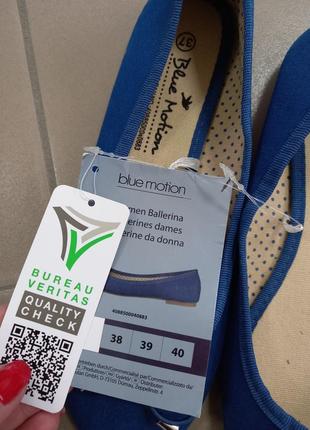 37
Blue Motion
blue motion
men Ballerina
erines dames
erine da donna
4088500040883
38 39 40
BUREAU
VERITAS
QUALITY
CHECK